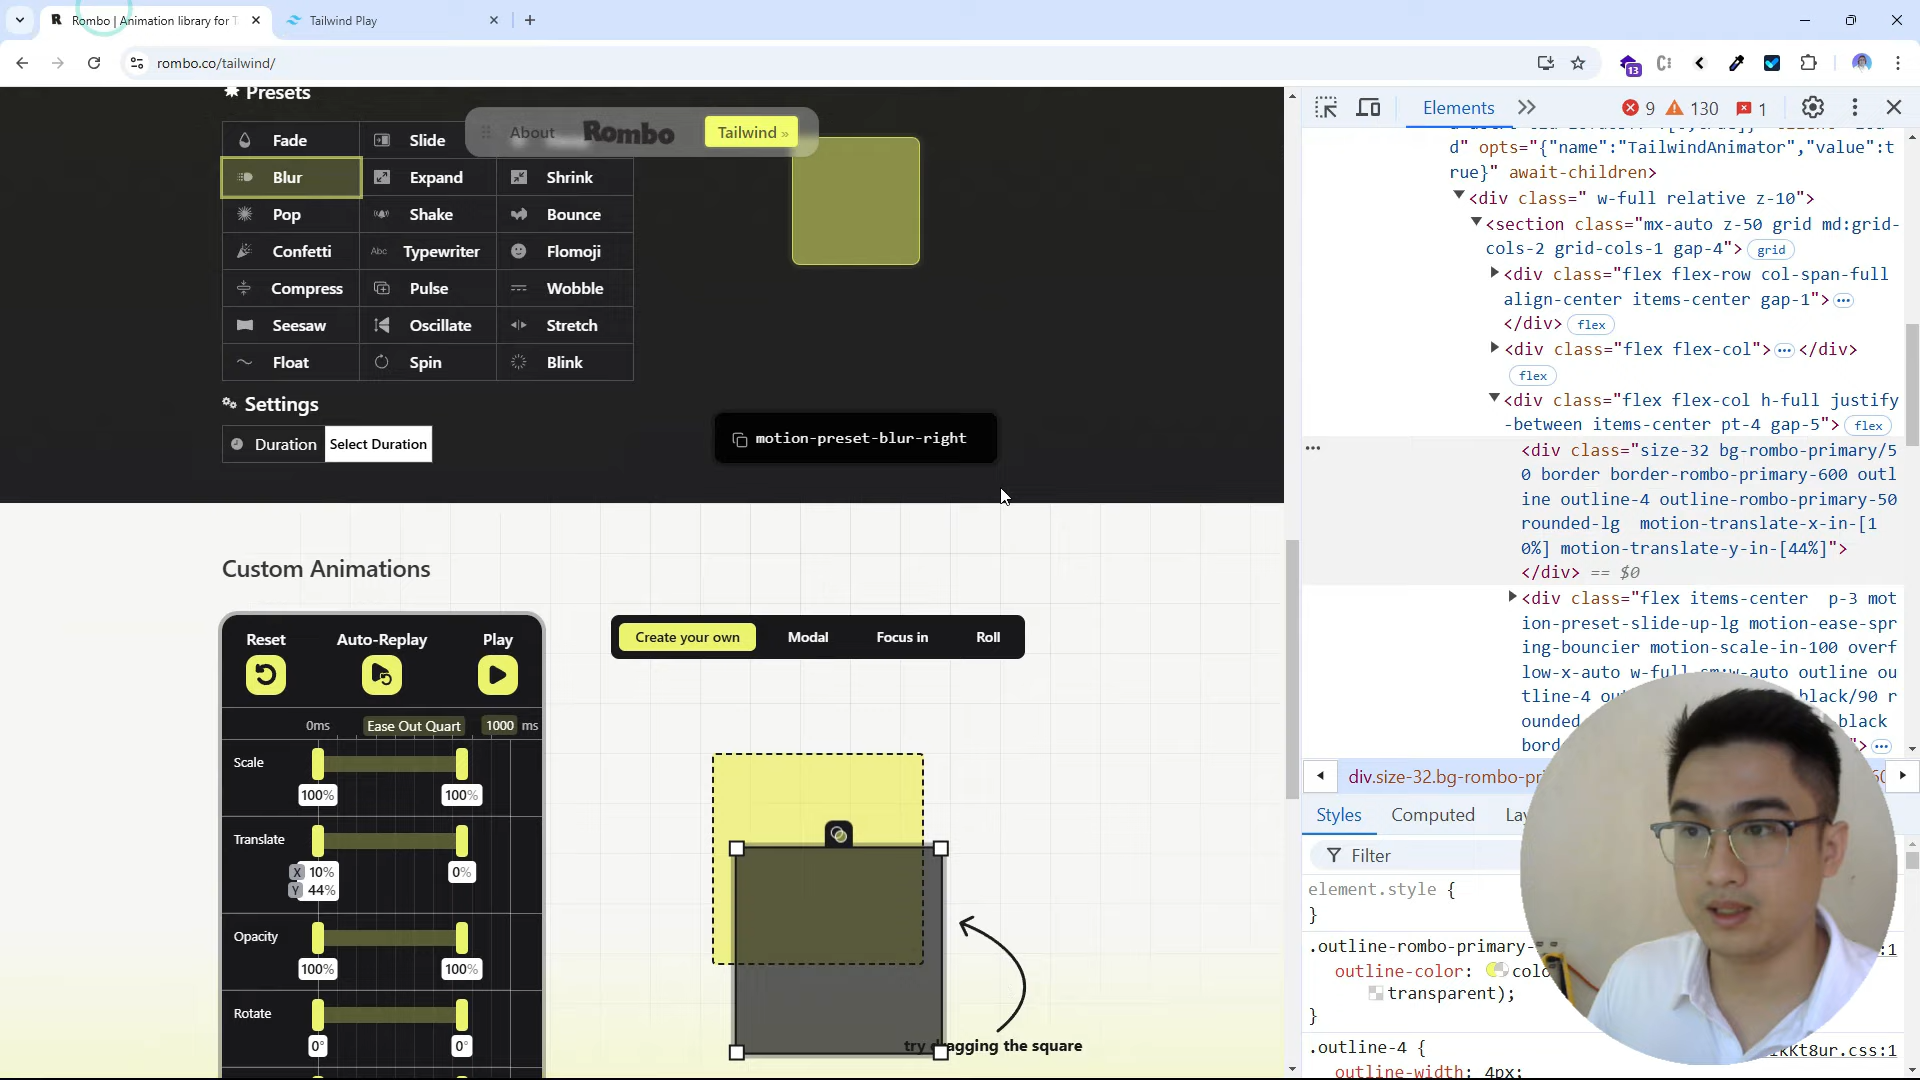 Rombo | Animation library for T
Tailwind Play
rombo.co/tailwind/
13
Presets
About
Rombo
Tailwind »
Fade
Slide
Blur
Expand
Shrink
Pop
Shake
Bounce
Confetti
Abc
Typewriter
Flomoji
Compress
Pulse
Wobble
Seesaw
Oscillate
Stretch
Float
Spin
Blink
Settings
Duration
Select Duration
motion-preset-blur-right
Custom Animations
Reset
Auto-Replay
Play
Create your own
Modal
Focus in
Roll
0ms
Ease Out Quart
1000 ms
Scale
100%
100%
Translate
X 10%
Y 44%
0%
Opacity
100%
100%
Rotate
0°
0°
try dragging the square
Elements
9
130
1
d" opts="{"name":"TailwindAnimator","value":t
rue}" await-children>
<div class=" w-full relative z-10">
<section class="mx-auto z-50 grid md:grid-
cols-2 grid-cols-1 gap-4"> grid
<div class="flex flex-row col-span-full
align-center items-center gap-1">
</div> flex
<div class="flex flex-col"> </div>
flex
<div class="flex flex-col h-full justify
-between items-center pt-4 gap-5"> flex
<div class="size-32 bg-rombo-primary/5
0 border border-rombo-primary-600 outl
ine outline-4 outline-rombo-primary-50
rounded-lg  motion-translate-x-in-[1
0%] motion-translate-y-in-[44%]">
</div> == $0
<div class="flex items-center  p-3 mot
ion-preset-slide-up-lg motion-ease-spr
ing-bouncier motion-scale-in-100 overf
low-x-auto w-full sm:w-auto outline ou
tline-4 black/90 r
ounded black
bord
div.size-32.bg-rombo-pri
Styles
Computed
Filter
element.style {
}
.outline-rombo-primary-
outline-color:
transparent);
}
.outline-4 {
kKt8ur.css:1
outline-width: 4px;